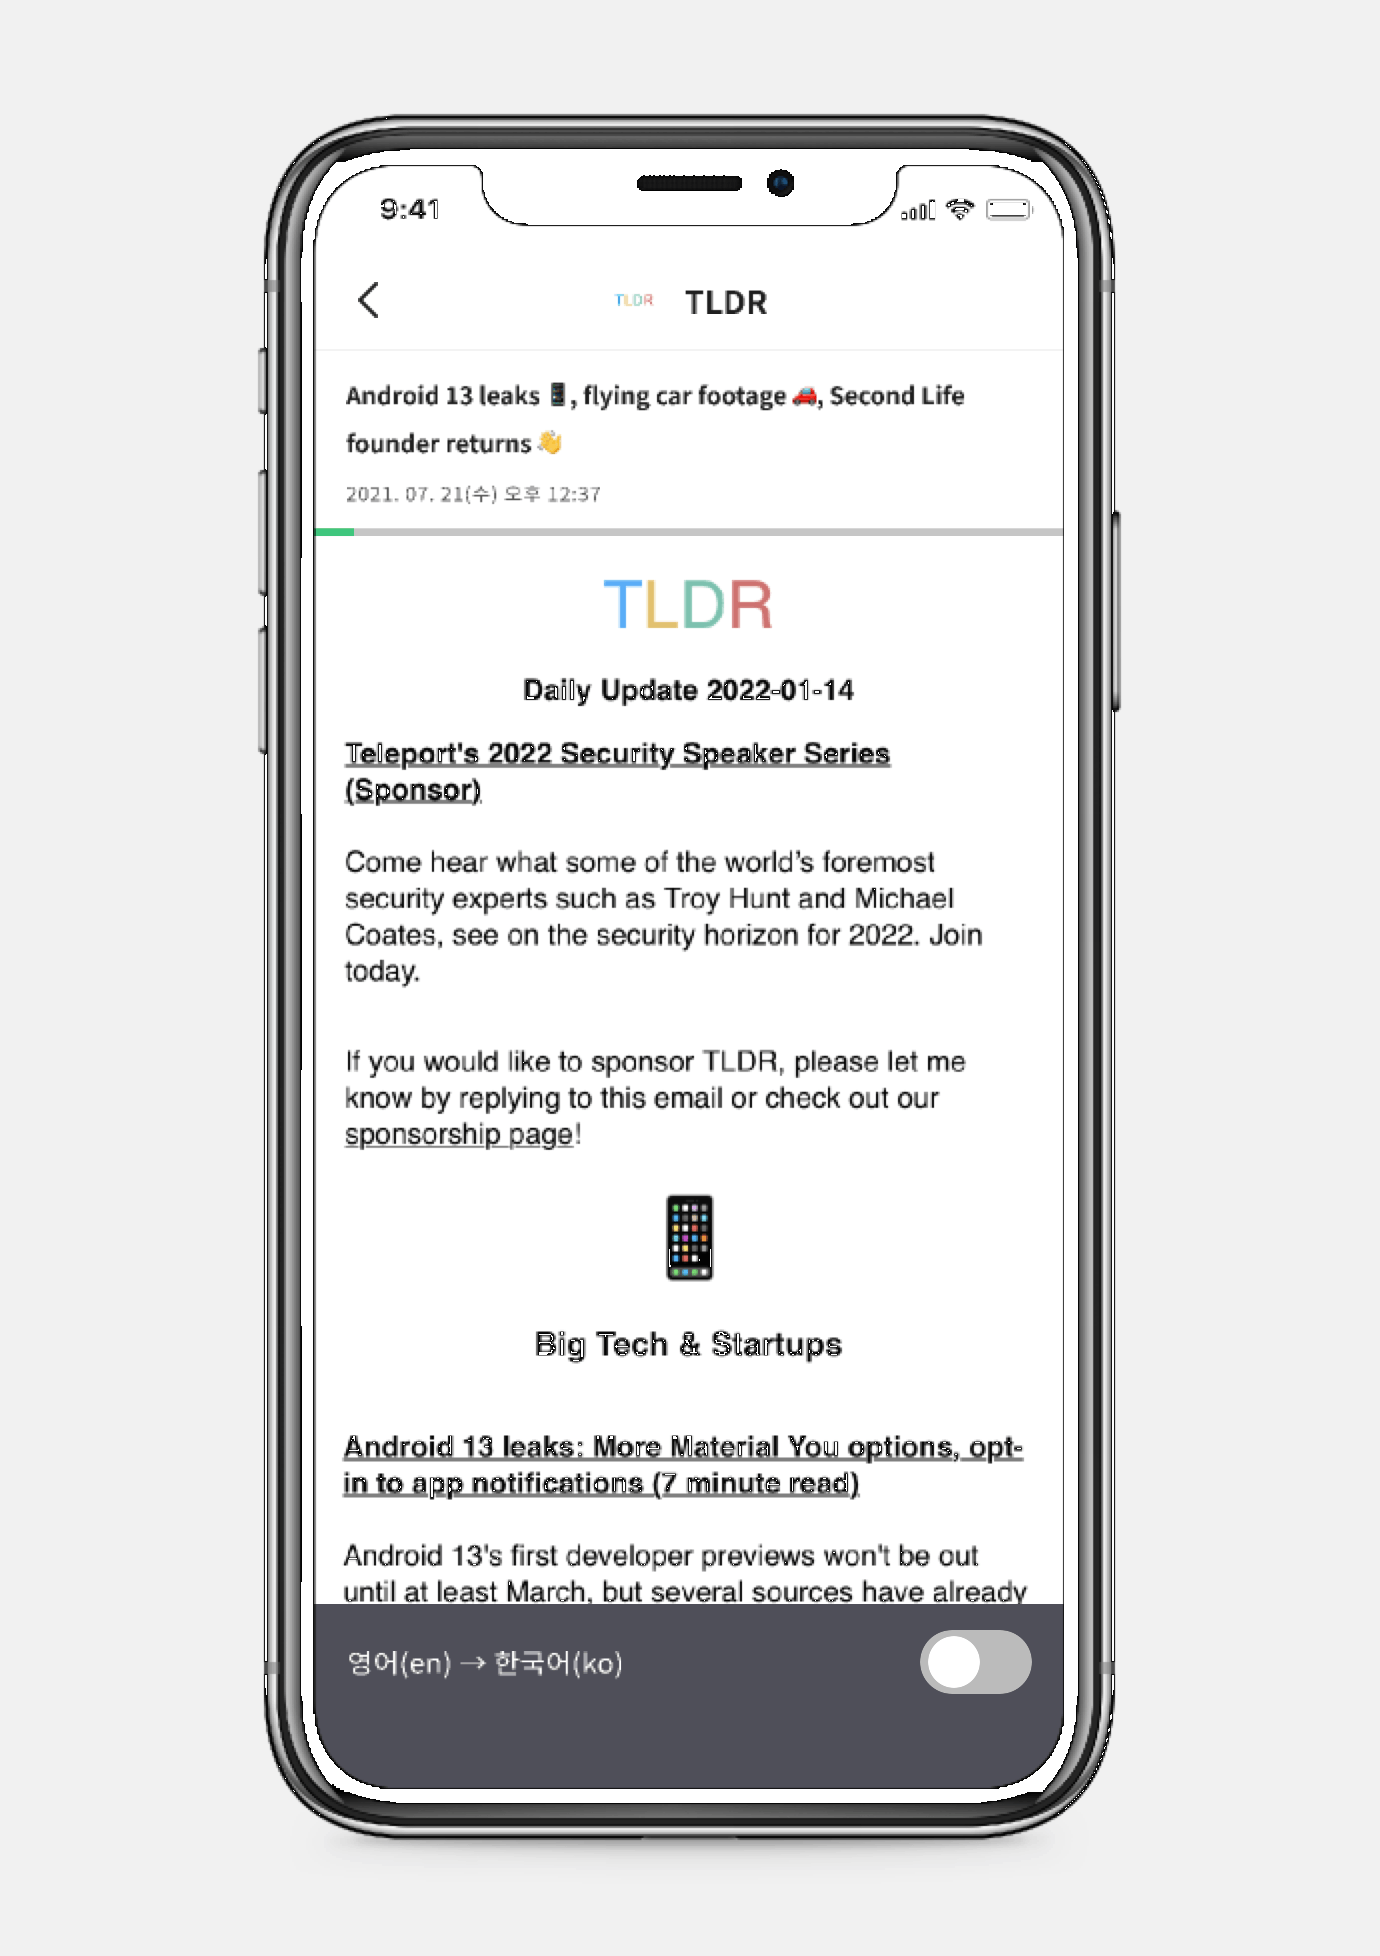 9:41
TLDR TLDR
Android 13 leaks 📱, flying car footage 🚗, Second Life
founder returns 👋
2021. 07. 21(수) 오후 12:37
TLDR
Daily Update 2022-01-14
Teleport's 2022 Security Speaker Series
(Sponsor)
Come hear what some of the world’s foremost
security experts such as Troy Hunt and Michael
Coates, see on the security horizon for 2022. Join
today.
If you would like to sponsor TLDR, please let me
know by replying to this email or check out our
sponsorship page!
Big Tech & Startups
Android 13 leaks: More Material You options, opt-
in to app notifications (7 minute read)
Android 13's first developer previews won't be out
until at least March, but several sources have already
영어(en) → 한국어(ko)